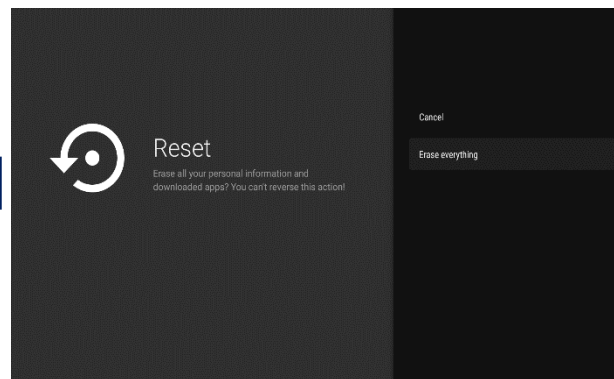 Reset
Erase all your personal information and
downloaded apps? You can't reverse this action!
Cancel
Erase everything